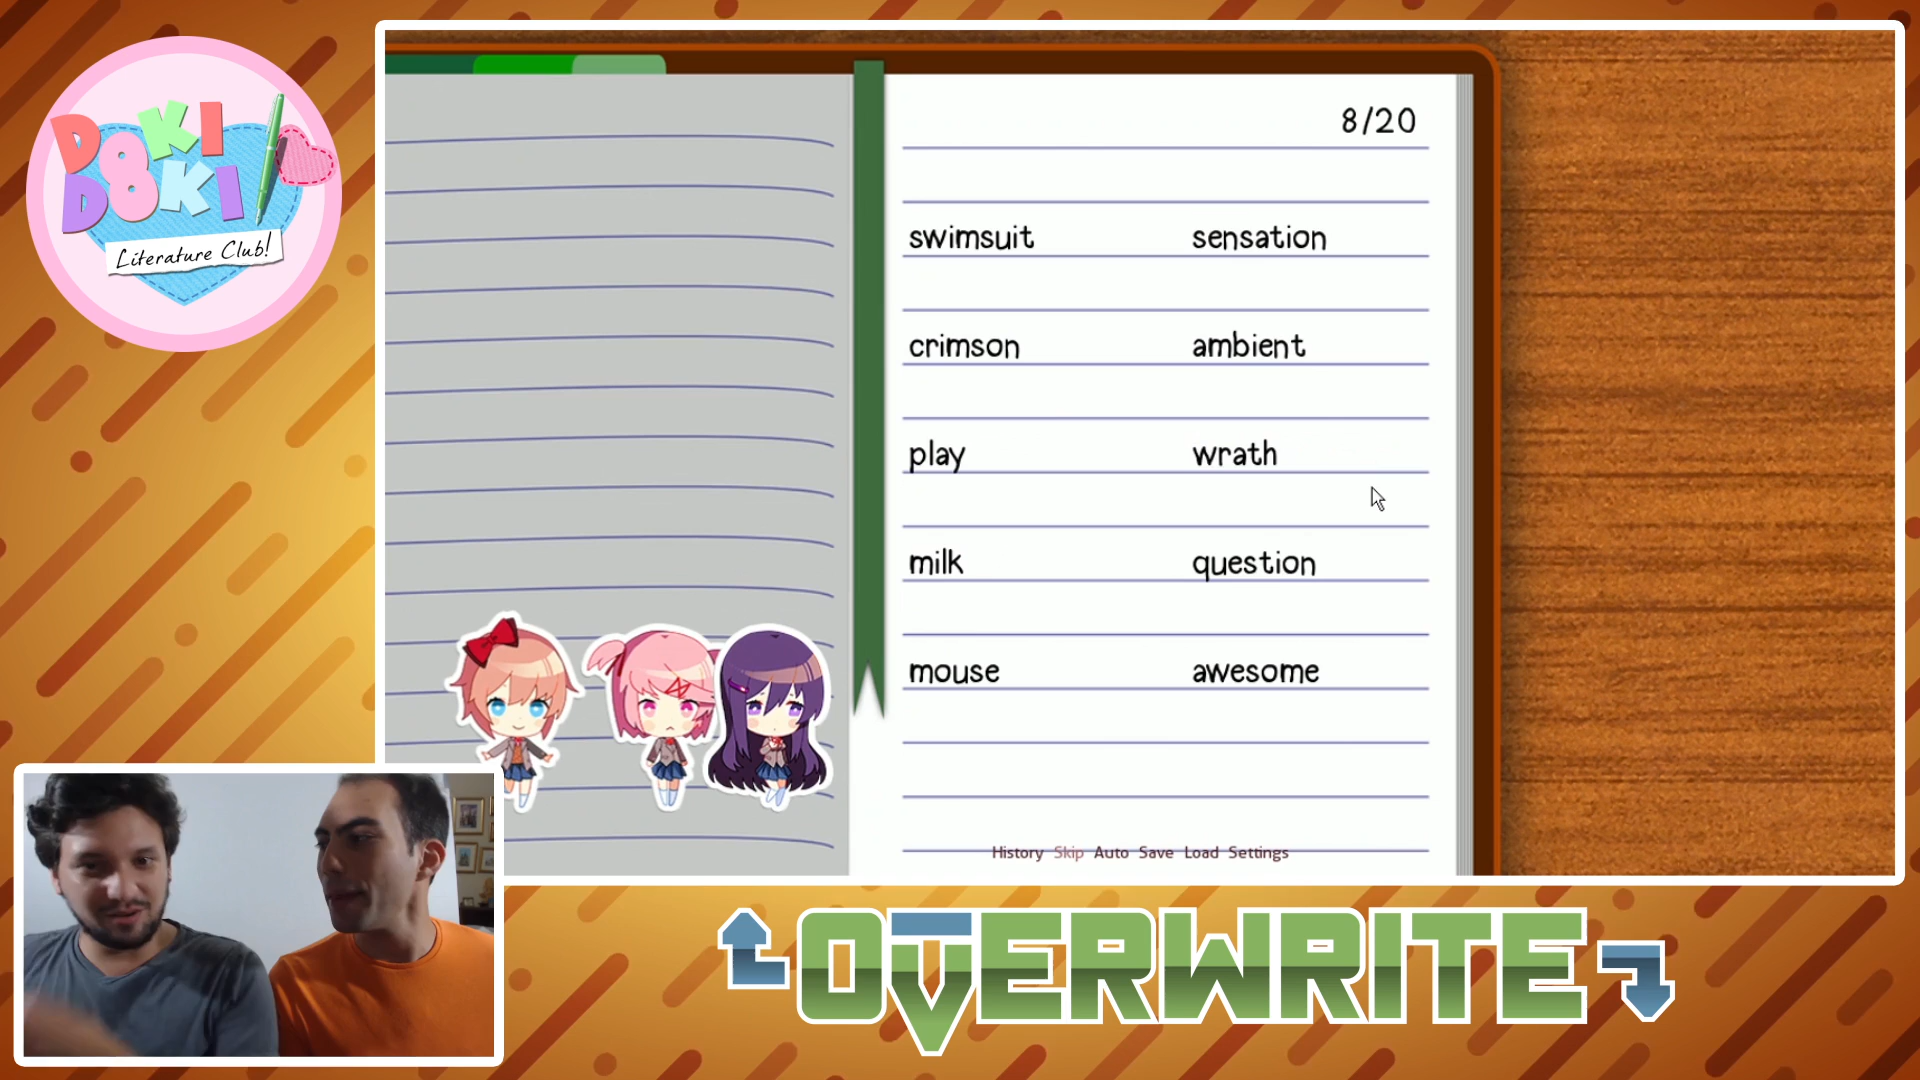 DOKI
DOKI
Literature Club!
8/20
swimsuit sensation
crimson ambient
play wrath
milk question
mouse awesome
History Skip Auto Save Load Settings
OVERWRITE